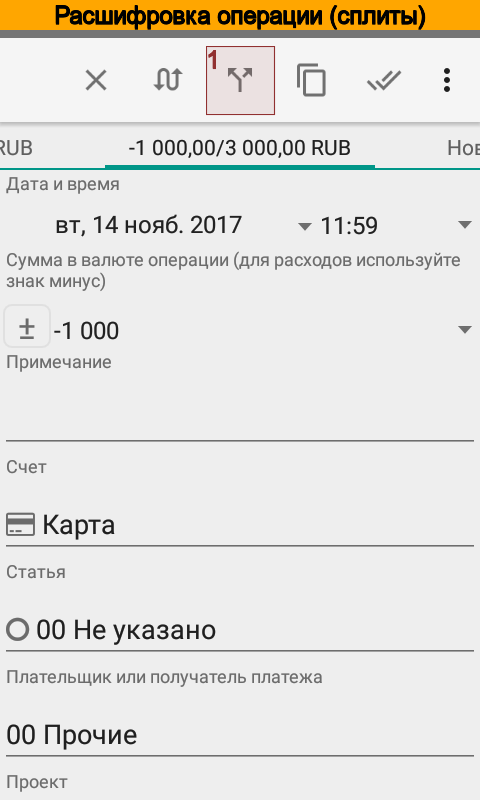 Расшифровка операции (сплиты)
1
RUB
-1 000,00/3 000,00 RUB
Нов
Дата и время
вт, 14 нояб. 2017
11:59
Сумма в валюте операции (для расходов используйте
знак минус)
± -1 000
Примечание
Счет
Карта
Статья
00 Не указано
Плательщик или получатель платежа
00 Прочие
Проект